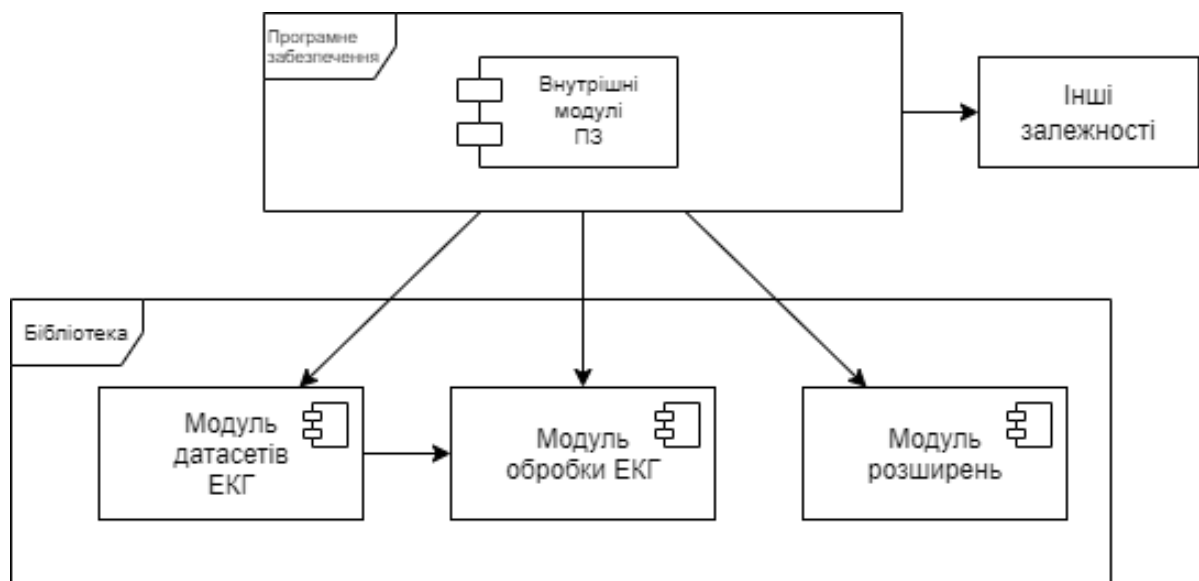 Програмне
забезпечення
Внутрішні
модулі
ПЗ
Інші
залежності
Бібліотека
Модуль
датасетів
ЕКГ
Модуль
обробки ЕКГ
Модуль
розширень